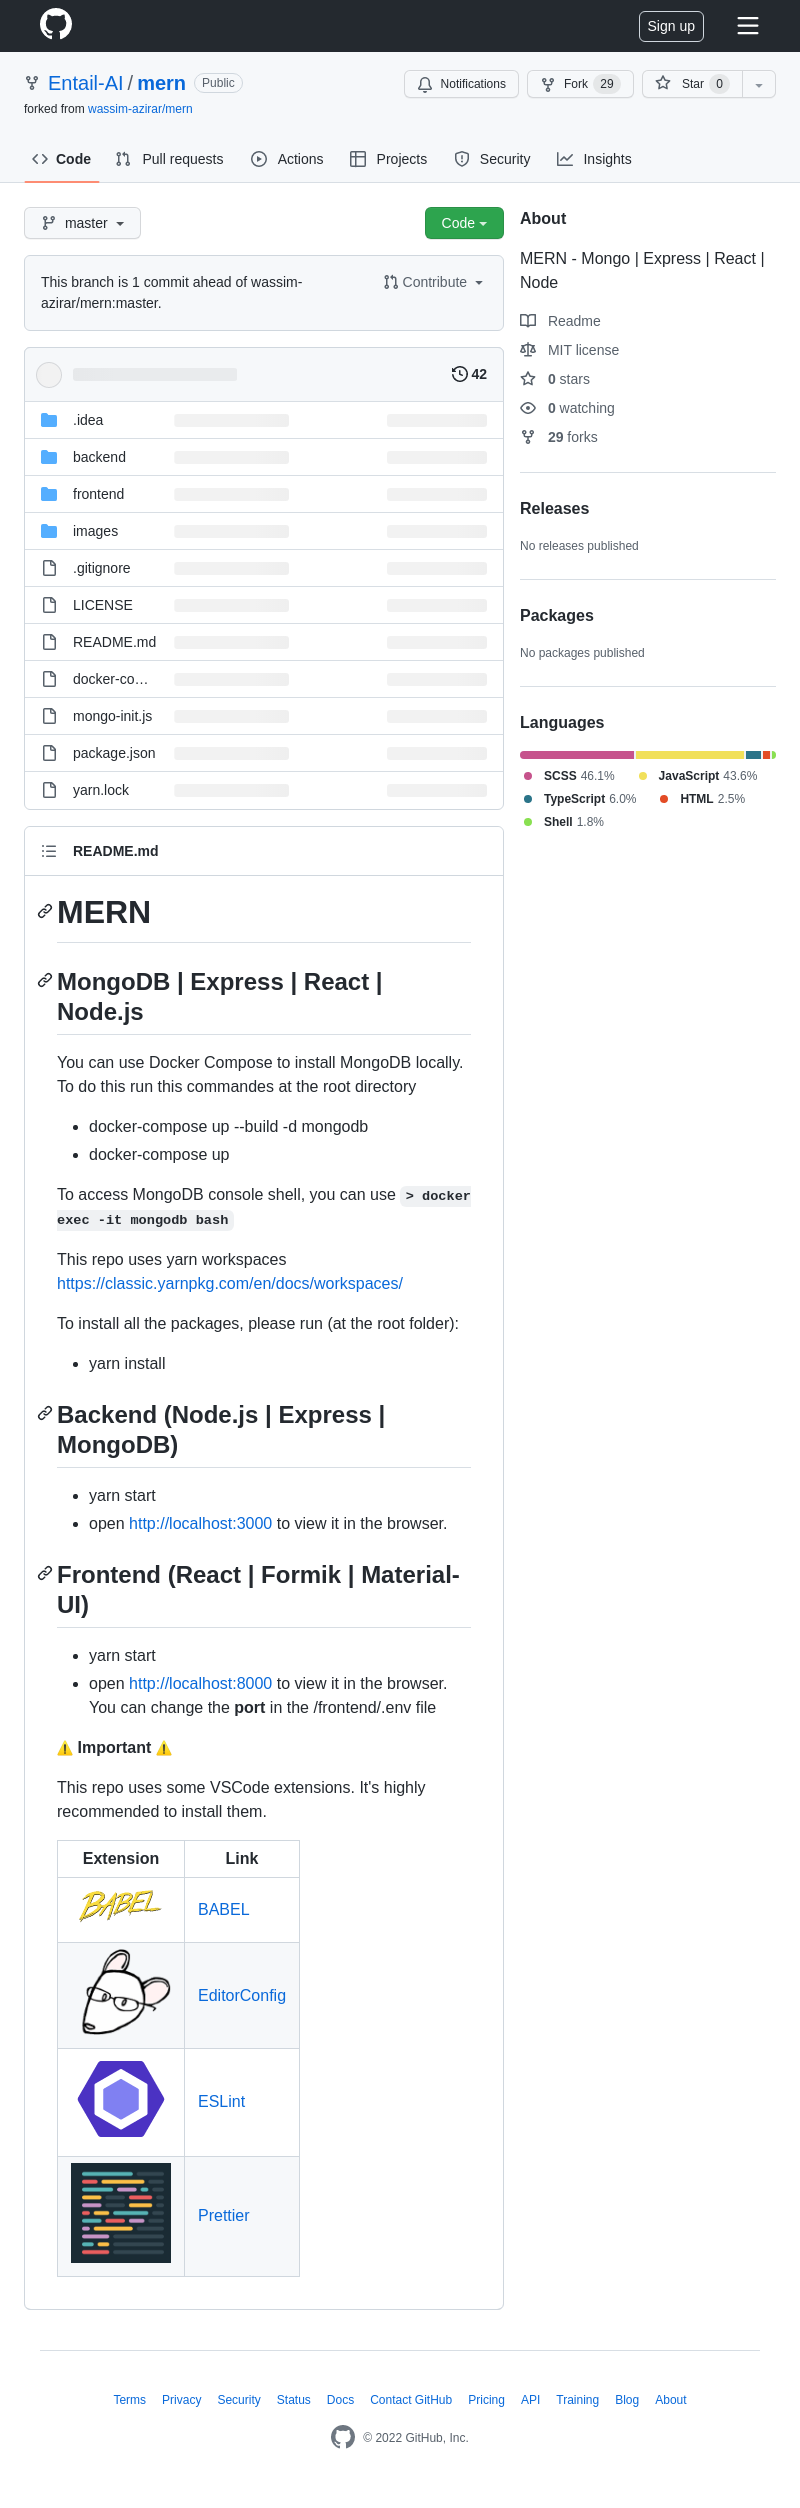 Sign up
Entail-AI / mern Public
Notifications Fork 29 Star 0
forked from wassim-azirar/mern
Code Pull requests Actions Projects Security Insights
master Code
This branch is 1 commit ahead of wassim-
azirar/mern:master.
Contribute
42
.idea
backend
frontend
images
.gitignore
LICENSE
README.md
docker-co…
mongo-init.js
package.json
yarn.lock
About
MERN - Mongo | Express | React |
Node
Readme
MIT license
0 stars
0 watching
29 forks
Releases
No releases published
Packages
No packages published
Languages
SCSS 46.1% JavaScript 43.6%
TypeScript 6.0% HTML 2.5%
Shell 1.8%
README.md
MERN
MongoDB | Express | React |
Node.js
You can use Docker Compose to install MongoDB locally.
To do this run this commandes at the root directory
• docker-compose up --build -d mongodb
• docker-compose up
To access MongoDB console shell, you can use > docker
exec -it mongodb bash
This repo uses yarn workspaces
https://classic.yarnpkg.com/en/docs/workspaces/
To install all the packages, please run (at the root folder):
• yarn install
Backend (Node.js | Express |
MongoDB)
• yarn start
• open http://localhost:3000 to view it in the browser.
Frontend (React | Formik | Material-
UI)
• yarn start
• open http://localhost:8000 to view it in the browser.
You can change the port in the /frontend/.env file
⚠️ Important ⚠️
This repo uses some VSCode extensions. It's highly
recommended to install them.
Extension Link
BABEL BABEL
EditorConfig
ESLint
Prettier
Terms Privacy Security Status Docs Contact GitHub Pricing API Training Blog About
© 2022 GitHub, Inc.